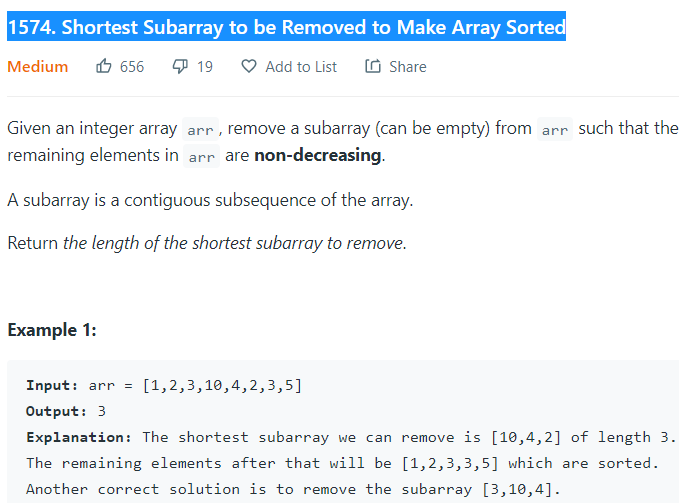 1574. Shortest Subarray to be Removed to Make Array Sorted
Medium 656 19 Add to List Share
Given an integer array arr , remove a subarray (can be empty) from arr such that the
remaining elements in arr are non-decreasing.
A subarray is a contiguous subsequence of the array.
Return the length of the shortest subarray to remove.
Example 1:
Input: arr = [1,2,3,10,4,2,3,5]
Output: 3
Explanation: The shortest subarray we can remove is [10,4,2] of length 3.
The remaining elements after that will be [1,2,3,3,5] which are sorted.
Another correct solution is to remove the subarray [3,10,4].